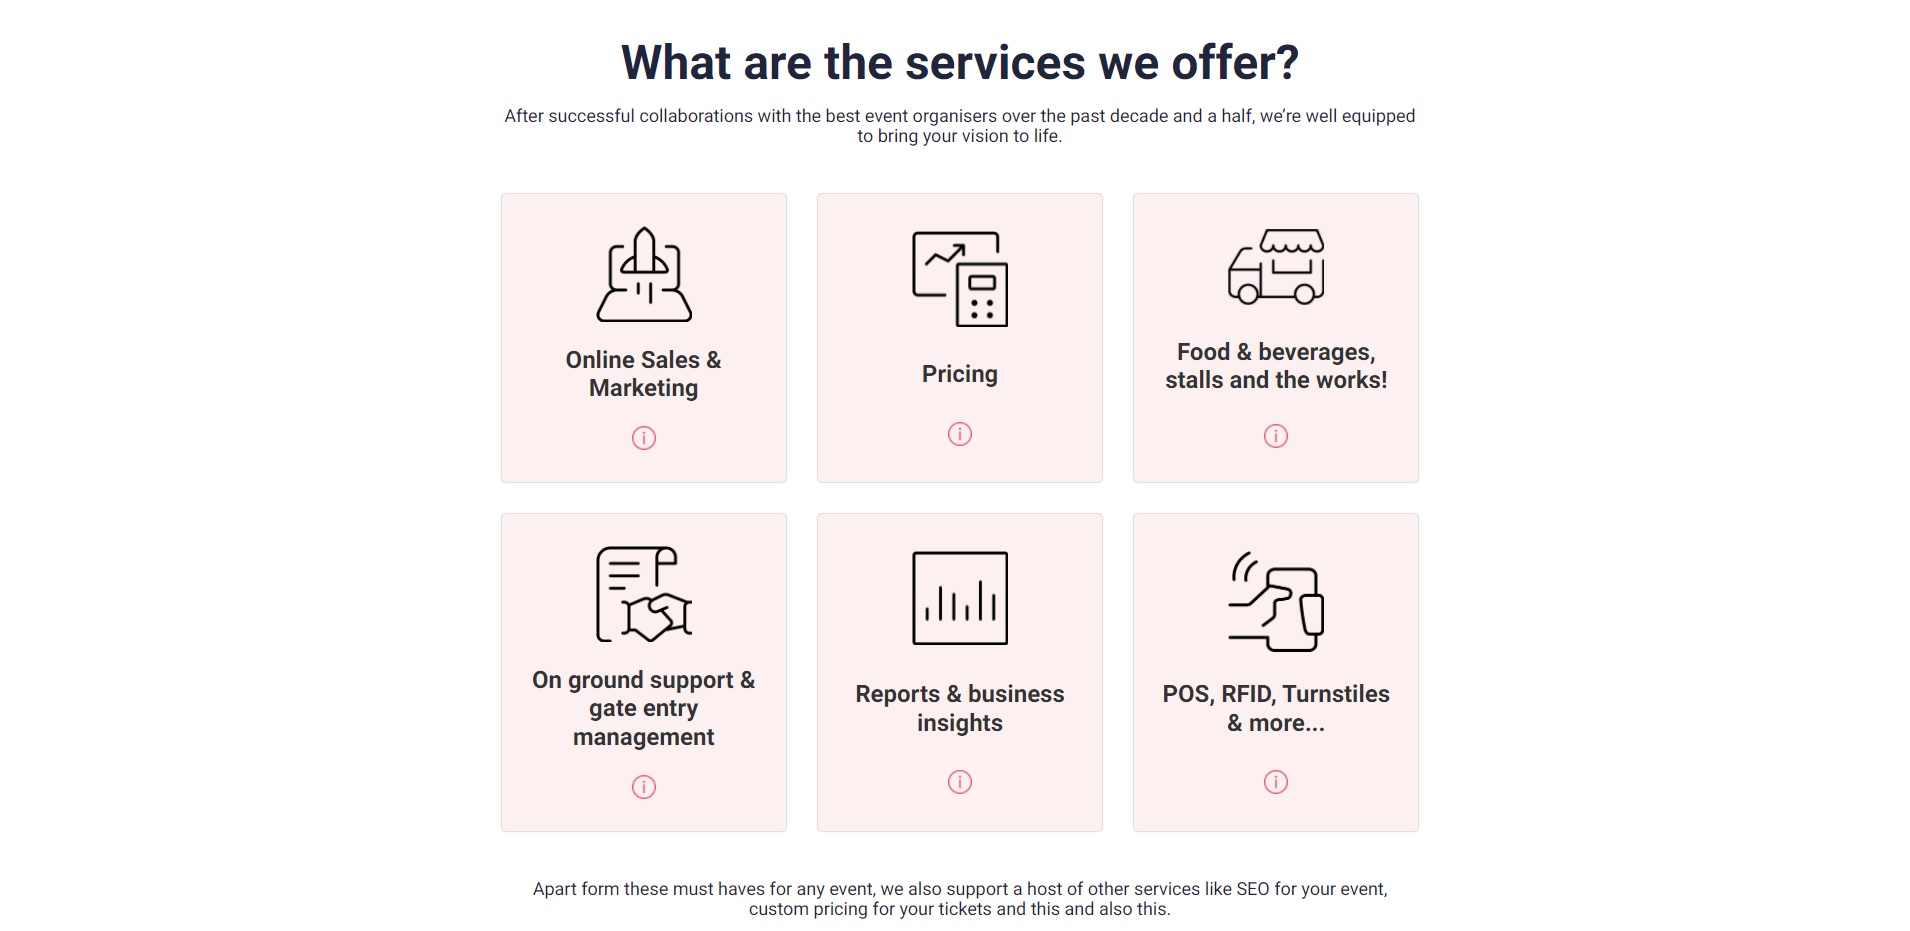 What are the services we offer?
After successful collaborations with the best event organisers over the past decade and a half, we’re well equipped
to bring your vision to life.
Online Sales &
Marketing
Pricing
Food & beverages,
stalls and the works!
On ground support &
gate entry
management
Reports & business
insights
POS, RFID, Turnstiles
& more...
Apart form these must haves for any event, we also support a host of other services like SEO for your event,
custom pricing for your tickets and this and also this.